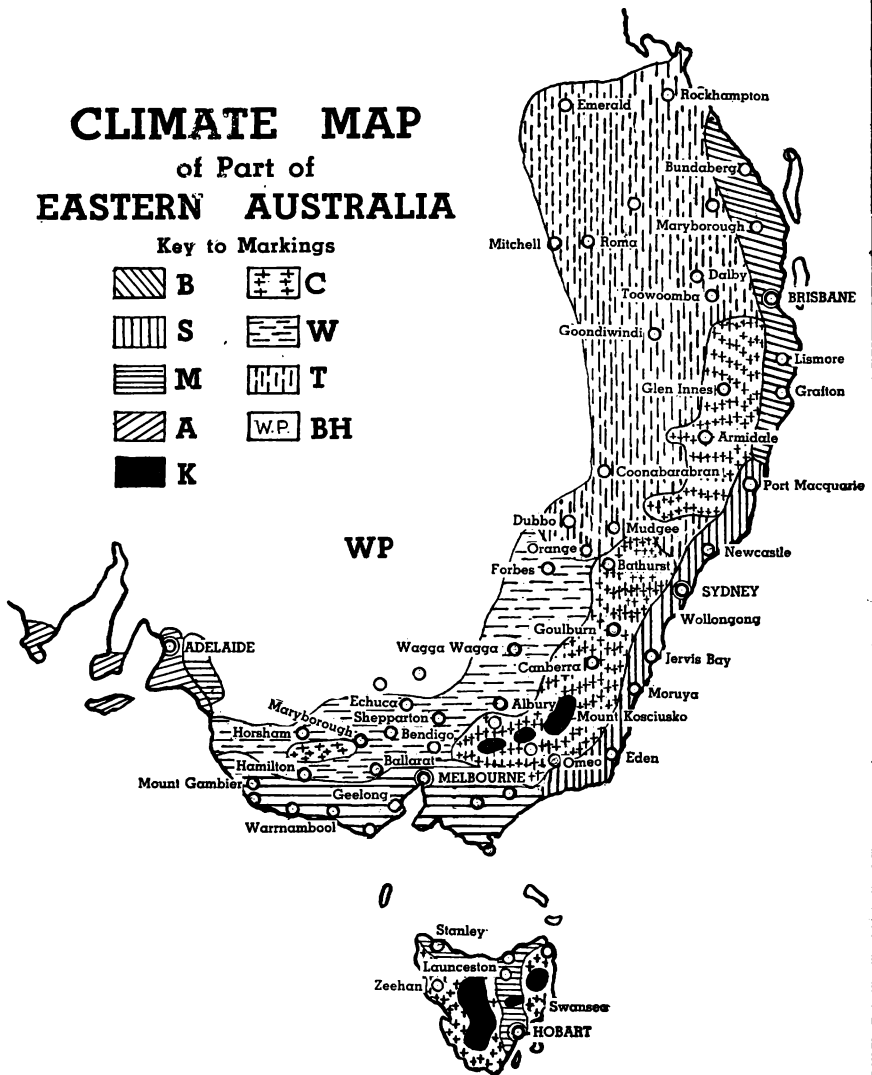 CLIMATE MAP
of Part of
EASTERN AUSTRALIA
Key to Markings
B
C
S
W
M
T
A
W.P.
BH
K
Emerald
Rockhampton
Bundaberg
Maryborough
Mitchell
Roma
Dalby
Toowoomba
BRISBANE
Goondiwindi
Lismore
Glen Innes
Grafton
Armidale
Coonabarabran
Port Macquarie
Dubbo
Mudgee
WP
Orange
Newcastle
Forbes
Bathurst
SYDNEY
Wollongong
Goulburn
ADELAIDE
Wagga Wagga
Canberra
Jervis Bay
Moruya
Echuca
Albury
Maryborough
Shepparton
Mount Kosciusko
Horsham
Bendigo
Eden
Hamilton
Ballarat
Omeo
Mount Gambier
MELBOURNE
Geelong
Warrnambool
Stanley
Launceston
Zeehan
Swansea
HOBART